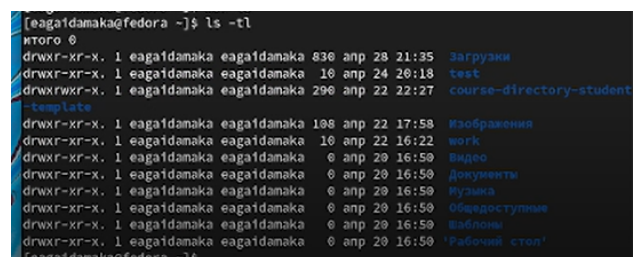 [eagaidamaka@fedora ~]$ ls -tl
итого 0
drwxr-xr-x. 1 eagaidamaka eagaidamaka 830 апр 28 21:35 Загрузки
drwxr-xr-x. 1 eagaidamaka eagaidamaka 10 апр 24 20:18 test
drwxrwxr-x. 1 eagaidamaka eagaidamaka 290 апр 22 22:27 course-directory-student
-template
drwxr-xr-x. 1 eagaidamaka eagaidamaka 108 апр 22 17:58 Изображения
drwxr-xr-x. 1 eagaidamaka eagaidamaka 10 апр 22 16:22 work
drwxr-xr-x. 1 eagaidamaka eagaidamaka 0 апр 20 16:50 Видео
drwxr-xr-x. 1 eagaidamaka eagaidamaka 0 апр 20 16:50 Документы
drwxr-xr-x. 1 eagaidamaka eagaidamaka 0 апр 20 16:50 Музыка
drwxr-xr-x. 1 eagaidamaka eagaidamaka 0 апр 20 16:50 Общедоступные
drwxr-xr-x. 1 eagaidamaka eagaidamaka 0 апр 20 16:50 Шаблоны
drwxr-xr-x. 1 eagaidamaka eagaidamaka 0 апр 20 16:50 'Рабочий стол'
[eagaidamaka@fedora ~]$